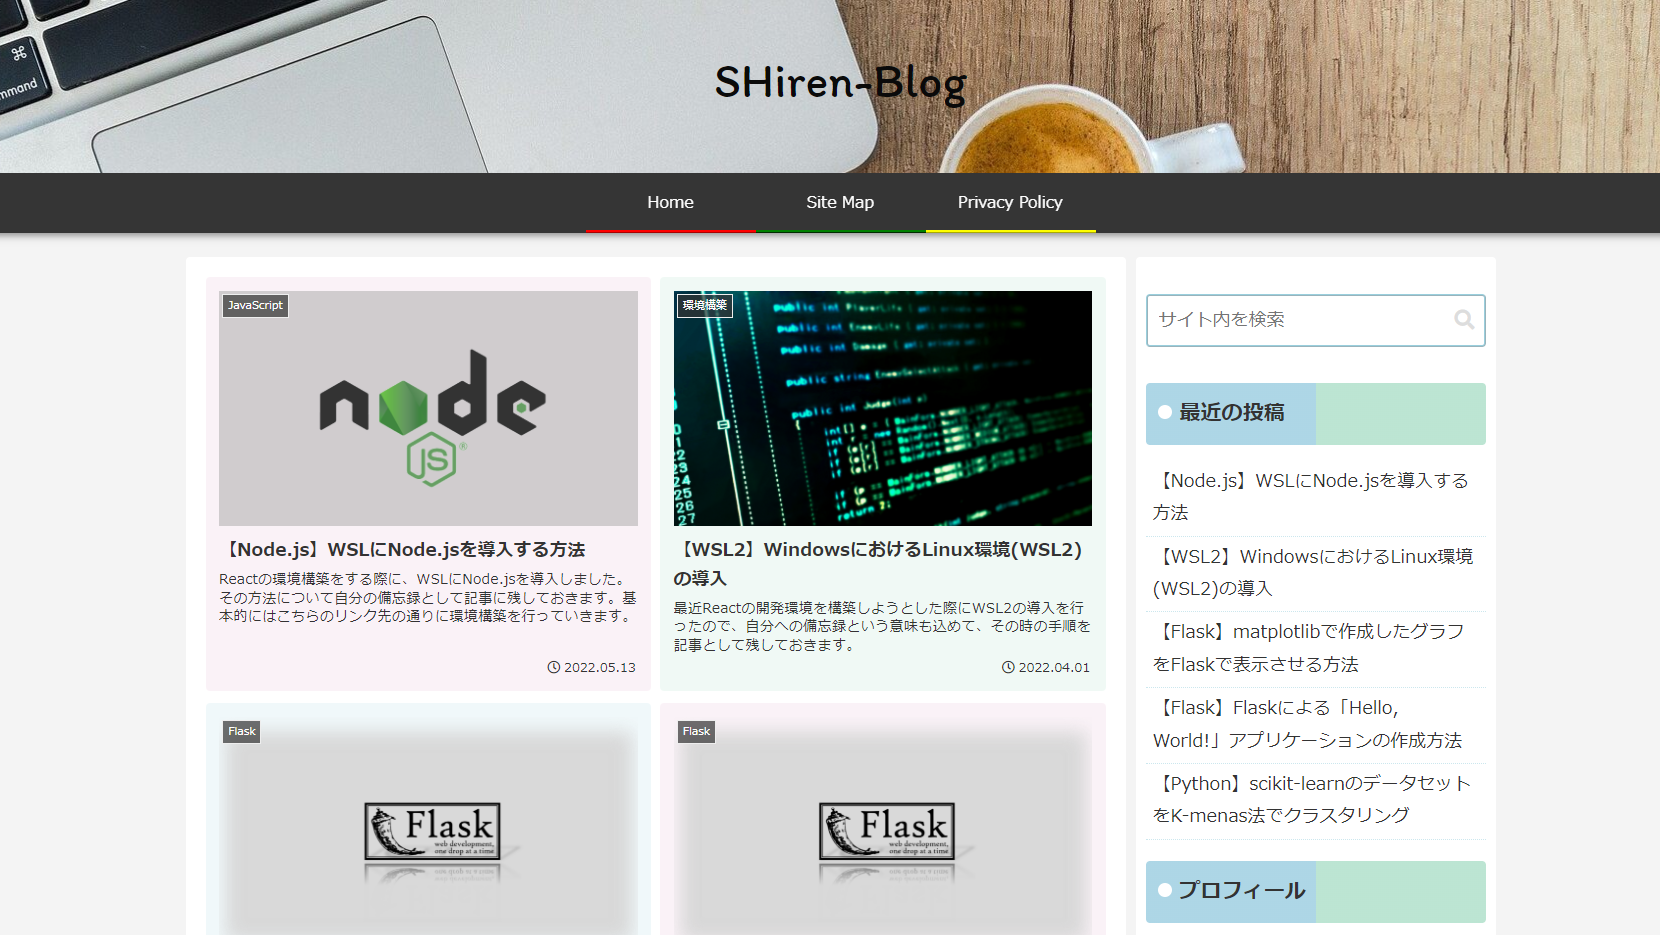 command
SHiren-Blog
Home
Site Map
Privacy Policy
JavaScript
node
JS
【Node.js】WSLにNode.jsを導入する方法
Reactの環境構築をする際に、WSLにNode.jsを導入しました。
その方法について自分の備忘録として記事に残しておきます。基
本的にはこちらのリンク先の通りに環境構築を行っていきます。
2022.05.13
環境構築
public string
public int Judge(int a)
【WSL2】WindowsにおけるLinux環境(WSL2)
の導入
最近Reactの開発環境を構築しようとした際にWSL2の導入を行
ったので、自分への備忘録という意味も込めて、その時の手順を
記事として残しておきます。
2022.04.01
Flask
Flask
web development,
one drop at a time
Flask
Flask
web development,
one drop at a time
サイト内を検索
最近の投稿
【Node.js】WSLにNode.jsを導入する
方法
【WSL2】WindowsにおけるLinux環境
(WSL2)の導入
【Flask】matplotlibで作成したグラフ
をFlaskで表示させる方法
【Flask】Flaskによる「Hello,
World!」アプリケーションの作成方法
【Python】scikit-learnのデータセット
をK-menas法でクラスタリング
プロフィール